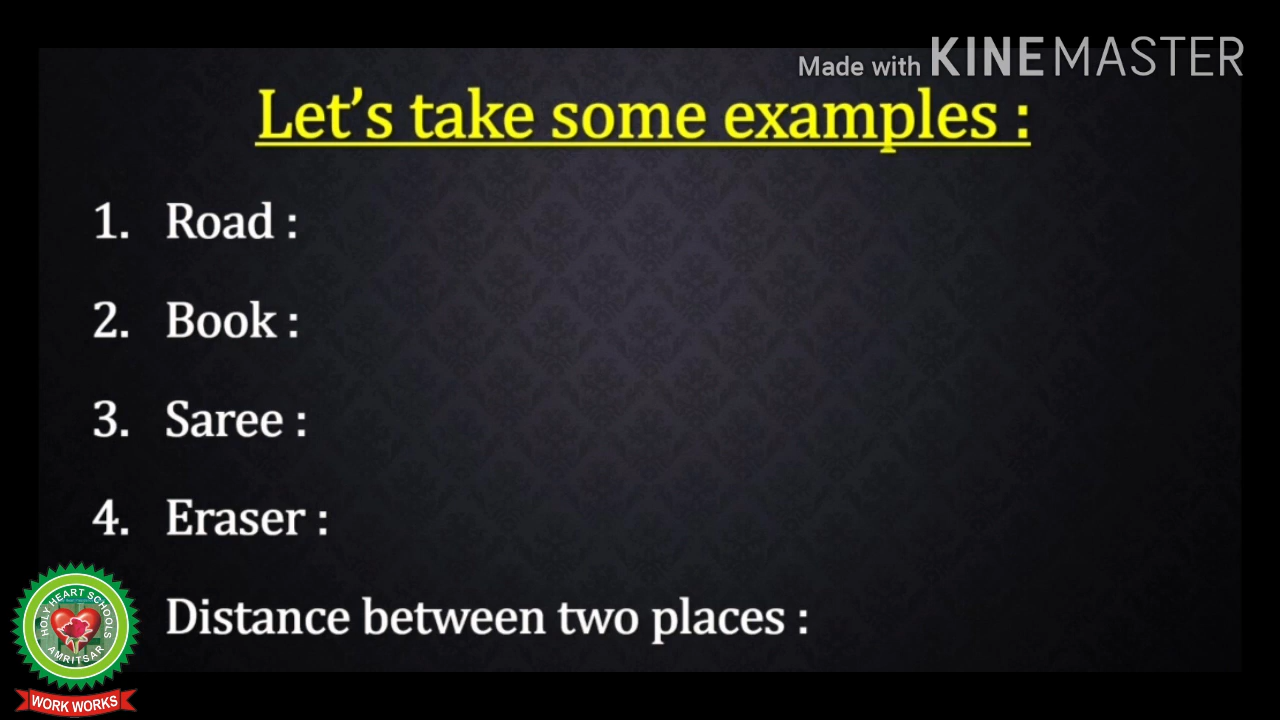 Made with KINEMASTER
Let's take some examples :
1. Road :
2. Book :
3. Saree :
4. Eraser :
Distance between two places :
HOLY HEART SCHOOLS
AMRITSAR
WORK WORKS